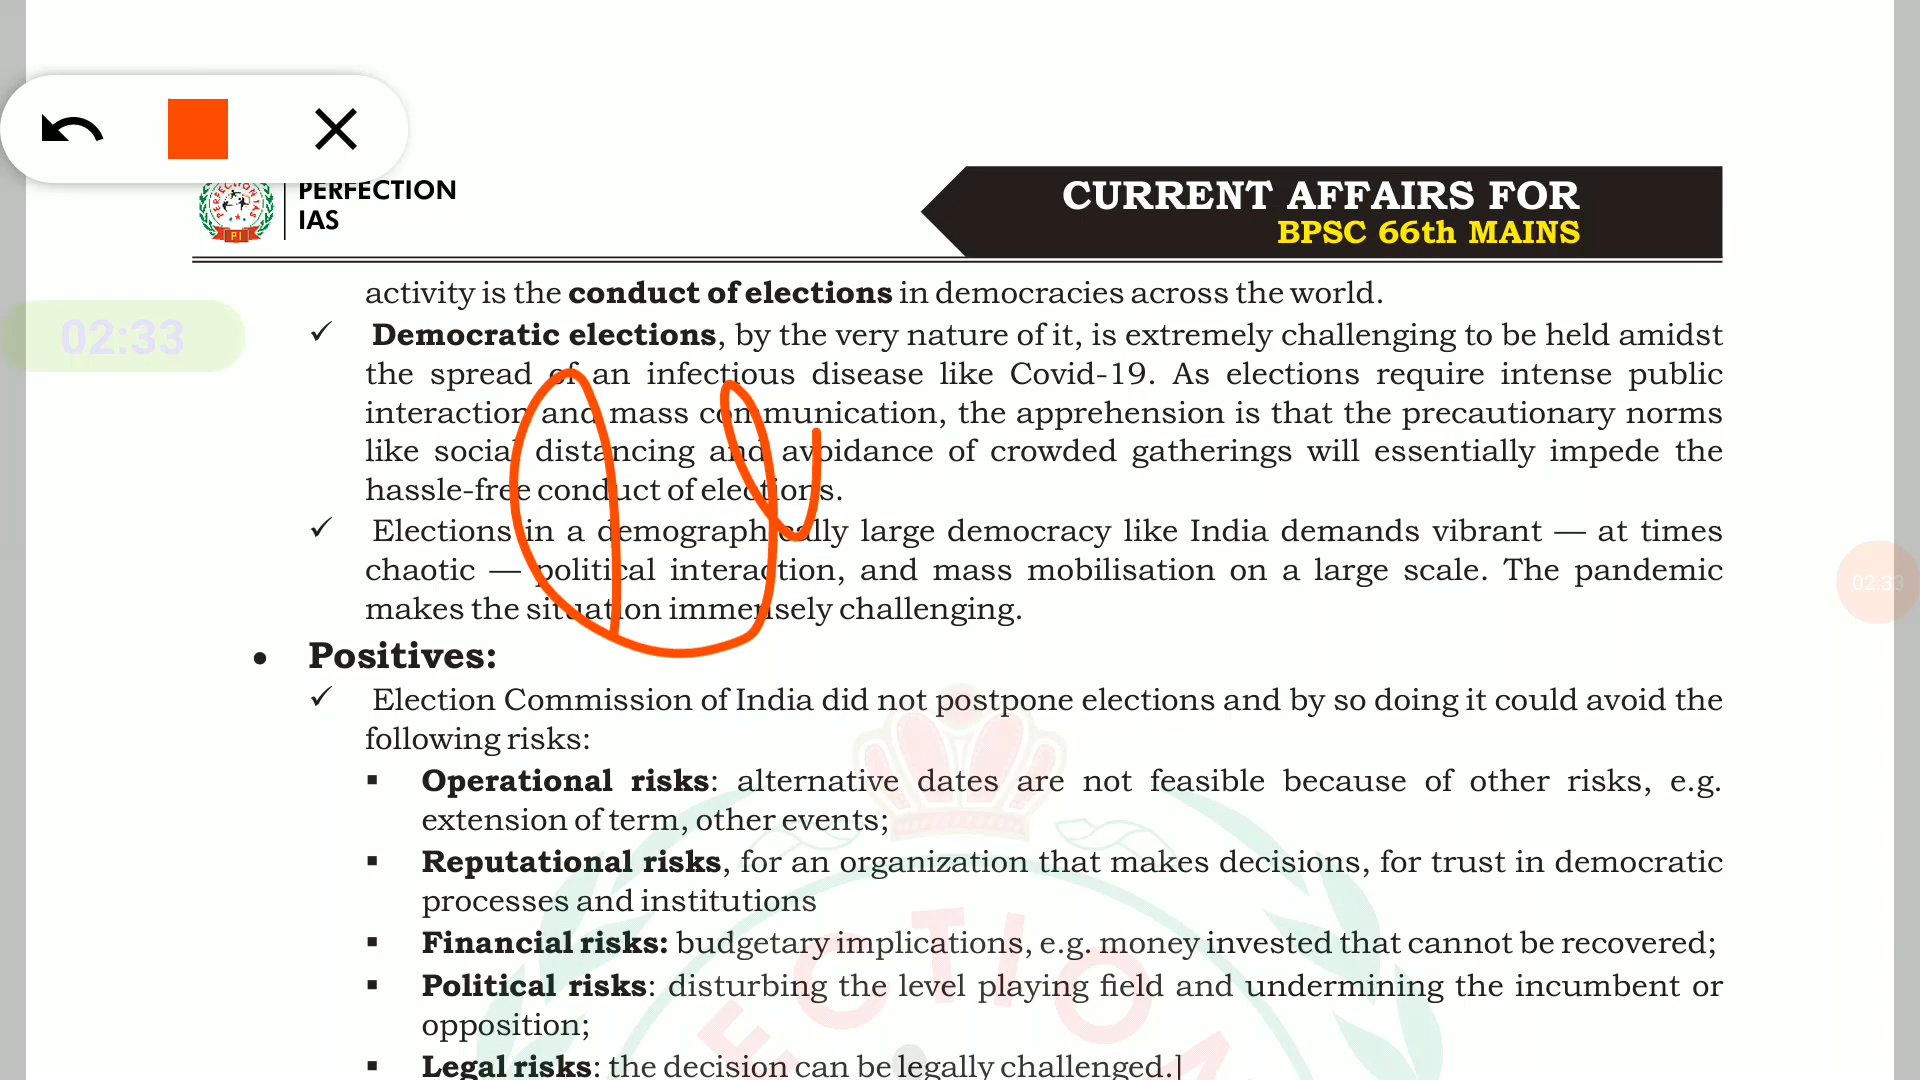 PERFECTION
IAS
CURRENT AFFAIRS FOR
BPSC 66th MAINS
02:33
activity is the conduct of elections in democracies across the world.
✓ Democratic elections, by the very nature of it, is extremely challenging to be held amidst
the spread of an infectious disease like Covid-19. As elections require intense public
interaction and mass communication, the apprehension is that the precautionary norms
like social distancing and avoidance of crowded gatherings will essentially impede the
hassle-free conduct of elections.
✓ Elections in a demographically large democracy like India demands vibrant — at times
chaotic — political interaction, and mass mobilisation on a large scale. The pandemic
02:33
makes the situation immensely challenging.
• Positives:
✓ Election Commission of India did not postpone elections and by so doing it could avoid the
following risks:
▪ Operational risks: alternative dates are not feasible because of other risks, e.g.
extension of term, other events;
▪ Reputational risks, for an organization that makes decisions, for trust in democratic
processes and institutions
▪ Financial risks: budgetary implications, e.g. money invested that cannot be recovered;
▪ Political risks: disturbing the level playing field and undermining the incumbent or
opposition;
▪ Legal risks: the decision can be legally challenged.]